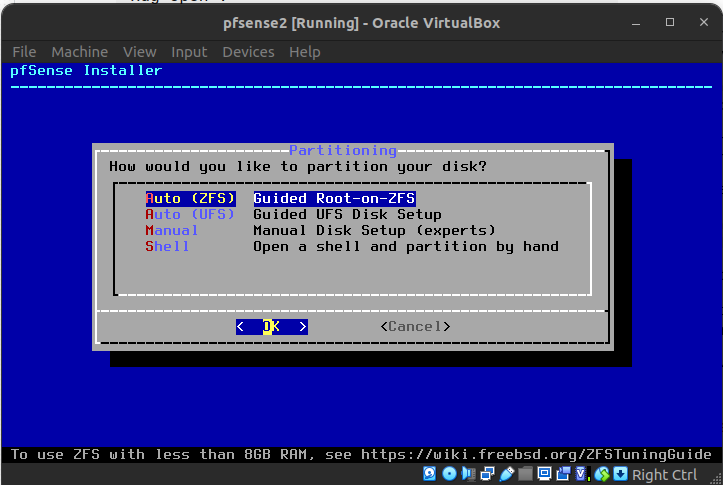 pfsense2 [Running] - Oracle VirtualBox
File Machine View Input Devices Help
pfSense Installer
Partitioning
How would you like to partition your disk?
Auto (ZFS) Guided Root-on-ZFS
Auto (UFS) Guided UFS Disk Setup
Manual Manual Disk Setup (experts)
Shell Open a shell and partition by hand
< OK > <Cancel>
To use ZFS with less than 8GB RAM, see https://wiki.freebsd.org/ZFSTuningGuide
Right Ctrl